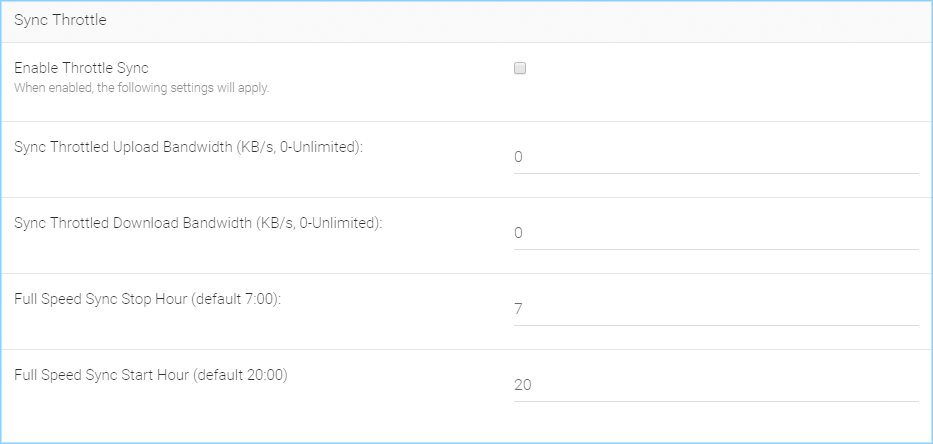 Sync Throttle
Enable Throttle Sync
When enabled, the following settings will apply.
Sync Throttled Upload Bandwidth (KB/s, 0-Unlimited):
0
Sync Throttled Download Bandwidth (KB/s, 0-Unlimited):
0
Full Speed Sync Stop Hour (default 7:00):
7
Full Speed Sync Start Hour (default 20:00)
20